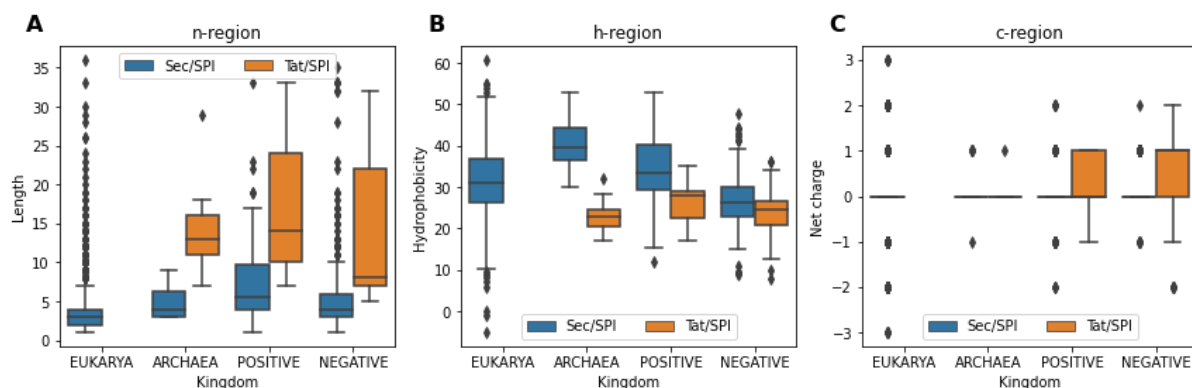 A
n-region
Sec/SPI
Tat/SPI
35
30
25
20
15
10
5
0
Length
EUKARYA
ARCHAEA
POSITIVE
NEGATIVE
Kingdom
B
h-region
60
50
40
30
20
10
0
Hydrophobicity
Sec/SPI
Tat/SPI
EUKARYA
ARCHAEA
POSITIVE
NEGATIVE
Kingdom
C
c-region
3
2
1
0
−1
−2
−3
Net charge
Sec/SPI
Tat/SPI
EUKARYA
ARCHAEA
POSITIVE
NEGATIVE
Kingdom